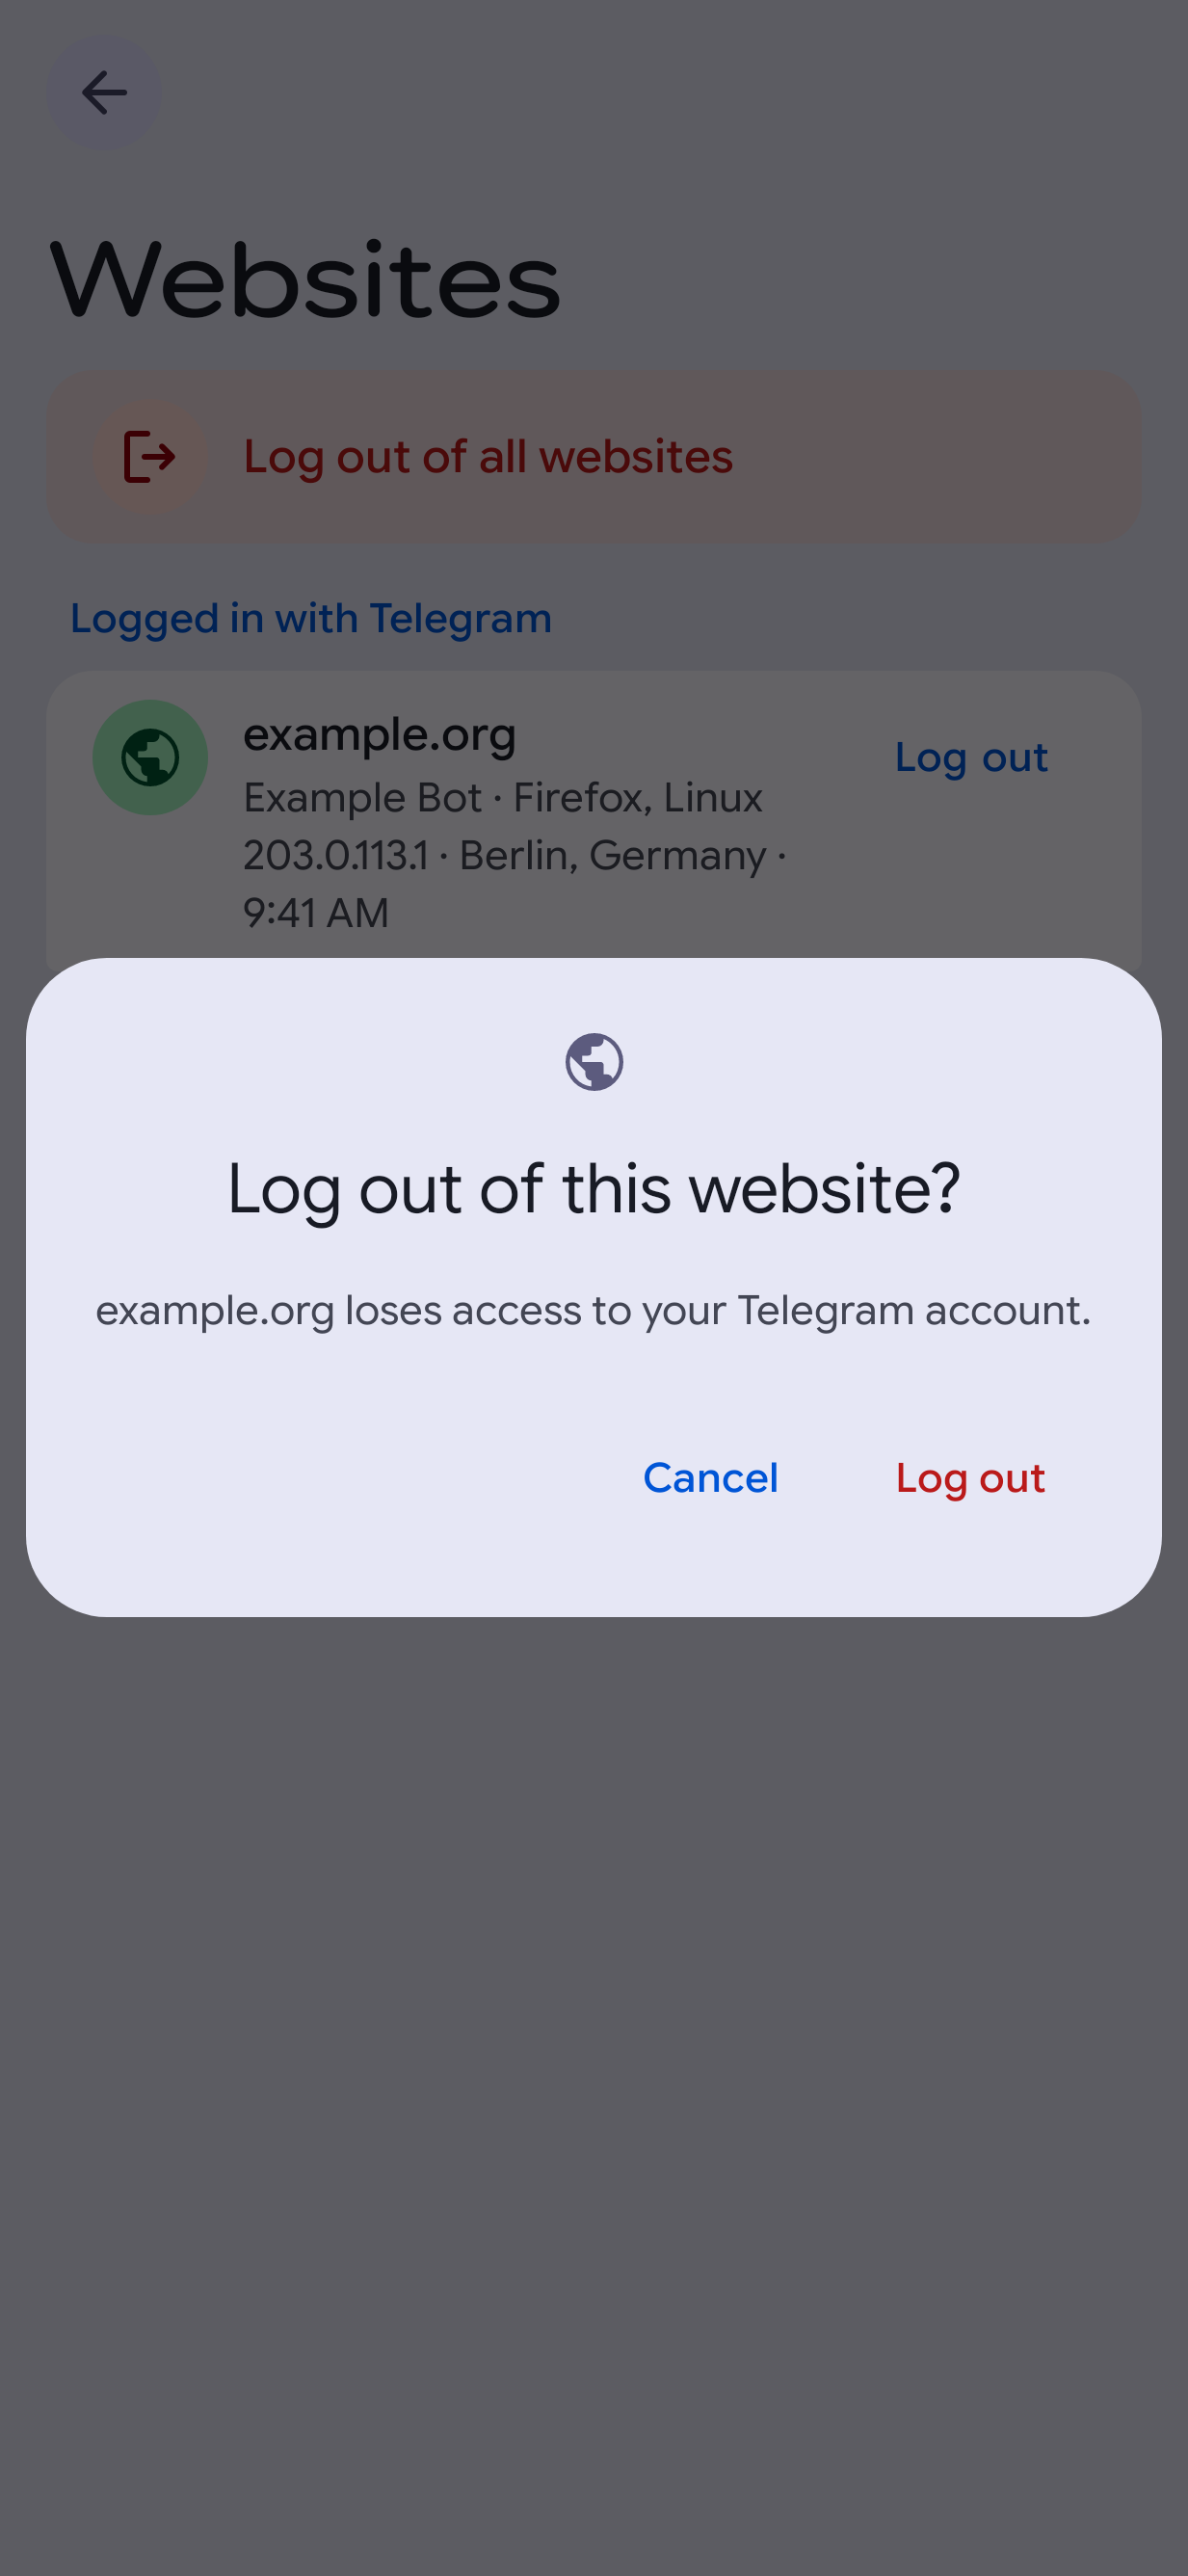 Websites
Log out of all websites
Logged in with Telegram
example.org
Log out
Example Bot · Firefox, Linux
203.0.113.1 · Berlin, Germany ·
9:41 AM
Log out of this website?
example.org loses access to your Telegram account.
Cancel
Log out